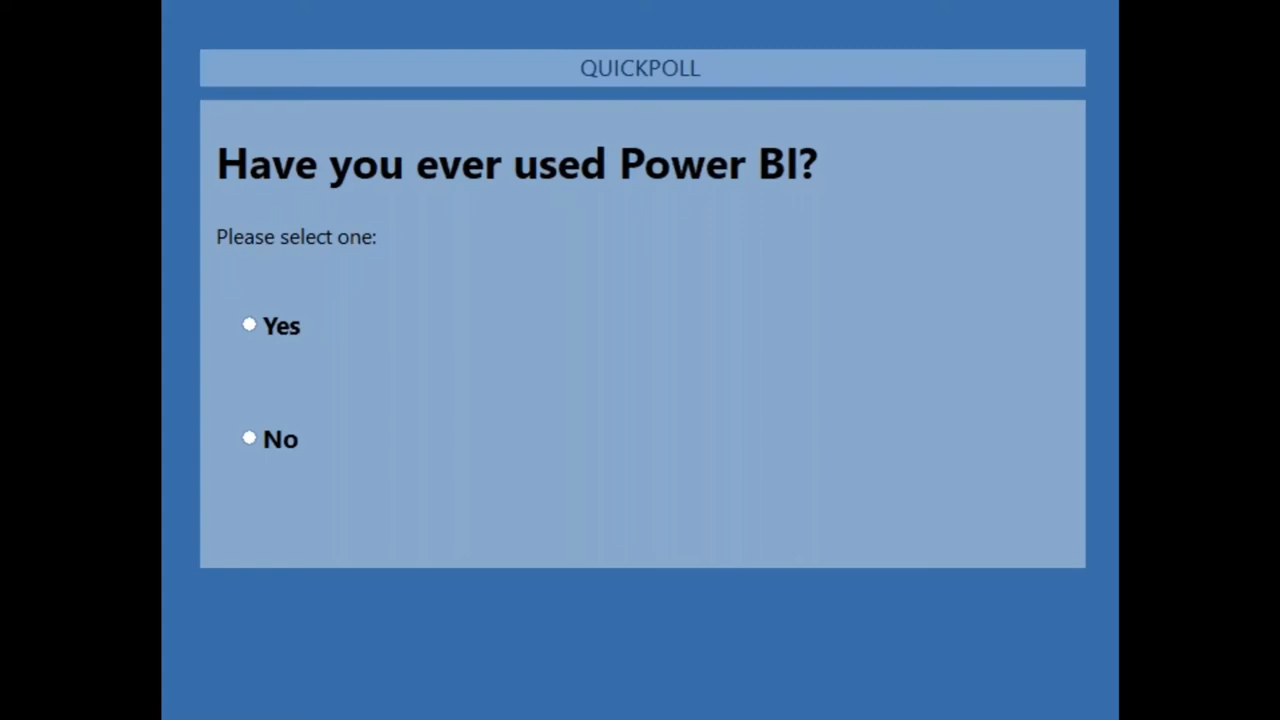 QUICKPOLL
Have you ever used Power BI?
Please select one:
Yes
No